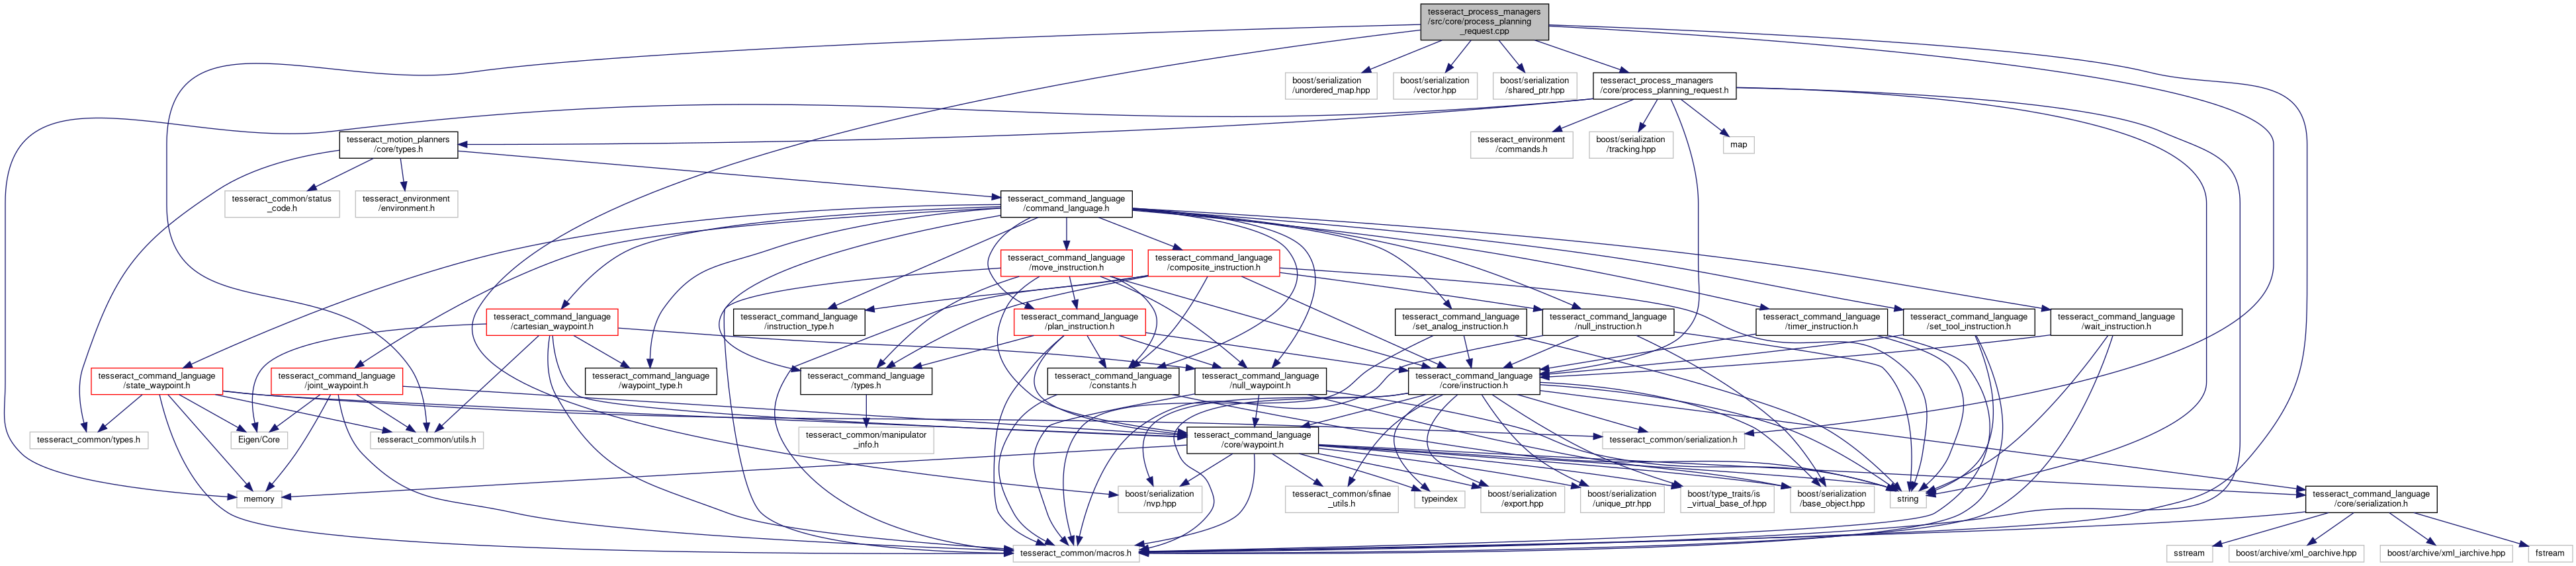 tesseract_process_managers
/src/core/process_planning
_request.cpp
boost/serialization
/unordered_map.hpp
boost/serialization
/vector.hpp
boost/serialization
/shared_ptr.hpp
tesseract_process_managers
/core/process_planning_request.h
tesseract_motion_planners
/core/types.h
tesseract_environment
/commands.h
boost/serialization
/tracking.hpp
map
tesseract_common/status
_code.h
tesseract_environment
/environment.h
tesseract_command_language
/command_language.h
tesseract_command_language
/move_instruction.h
tesseract_command_language
/composite_instruction.h
tesseract_command_language
/cartesian_waypoint.h
tesseract_command_language
/instruction_type.h
tesseract_command_language
/plan_instruction.h
tesseract_command_language
/set_analog_instruction.h
tesseract_command_language
/null_instruction.h
tesseract_command_language
/timer_instruction.h
tesseract_command_language
/set_tool_instruction.h
tesseract_command_language
/wait_instruction.h
tesseract_command_language
/state_waypoint.h
tesseract_command_language
/joint_waypoint.h
tesseract_command_language
/waypoint_type.h
tesseract_command_language
/types.h
tesseract_command_language
/constants.h
tesseract_command_language
/null_waypoint.h
tesseract_command_language
/core/instruction.h
tesseract_common/types.h
Eigen/Core
tesseract_common/utils.h
tesseract_common/manipulator
_info.h
tesseract_command_language
/core/waypoint.h
tesseract_common/serialization.h
memory
boost/serialization
/nvp.hpp
tesseract_common/sfinae
_utils.h
typeindex
boost/serialization
/export.hpp
boost/serialization
/unique_ptr.hpp
boost/type_traits/is
_virtual_base_of.hpp
boost/serialization
/base_object.hpp
string
tesseract_command_language
/core/serialization.h
tesseract_common/macros.h
sstream
boost/archive/xml_oarchive.hpp
boost/archive/xml_iarchive.hpp
fstream